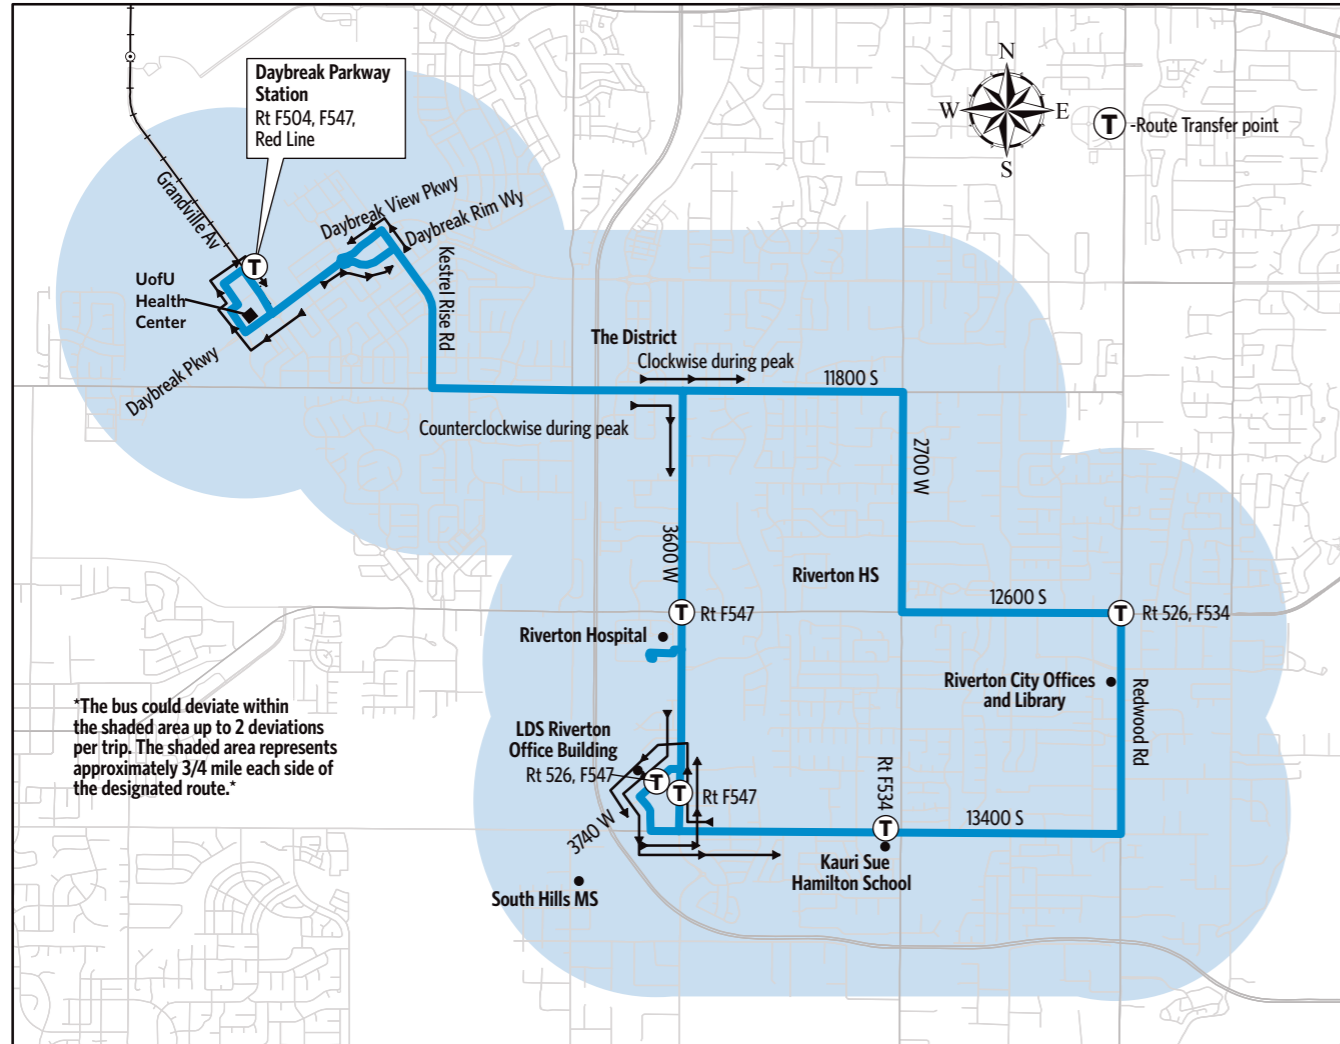 Daybreak Parkway
Station
Rt F504, F547,
Red Line
N
W
E
S
T
-Route Transfer point
Grandville Av
T
Daybreak View Pkwy
Daybreak Rim Wy
Kestrel Rise Rd
UofU
Health
Center
Daybreak Pkwy
The District
Clockwise during peak
11800 S
Counterclockwise during peak
2700 W
3600 W
Riverton HS
12600 S
T
Rt F547
T
Rt 526, F534
Riverton Hospital
Riverton City Offices
and Library
Redwood Rd
*The bus could deviate within
the shaded area up to 2 deviations
per trip. The shaded area represents
approximately 3/4 mile each side of
the designated route.*
LDS Riverton
Office Building
Rt 526, F547
T
T
Rt F547
Rt F534
T
13400 S
3740 W
Kauri Sue
Hamilton School
South Hills MS